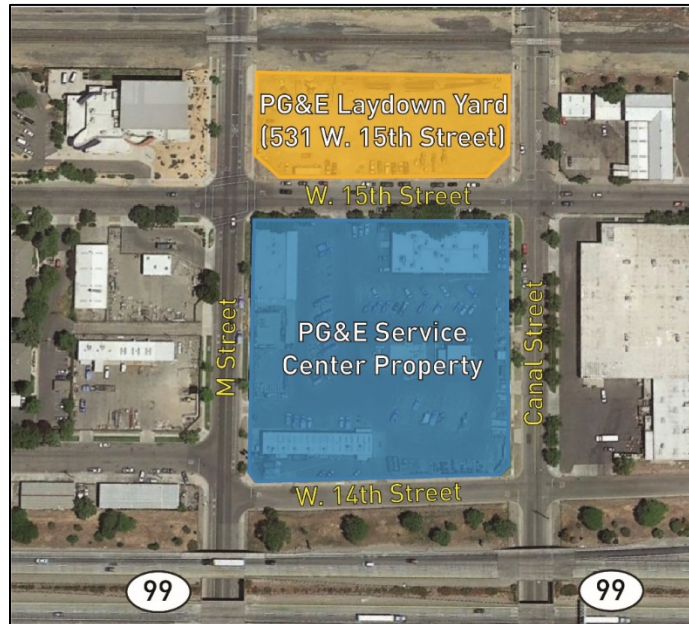 PG&E Laydown Yard
(531 W. 15th Street)
W. 15th Street
M Street
PG&E Service
Center Property
Canal Street
W. 14th Street
99
99